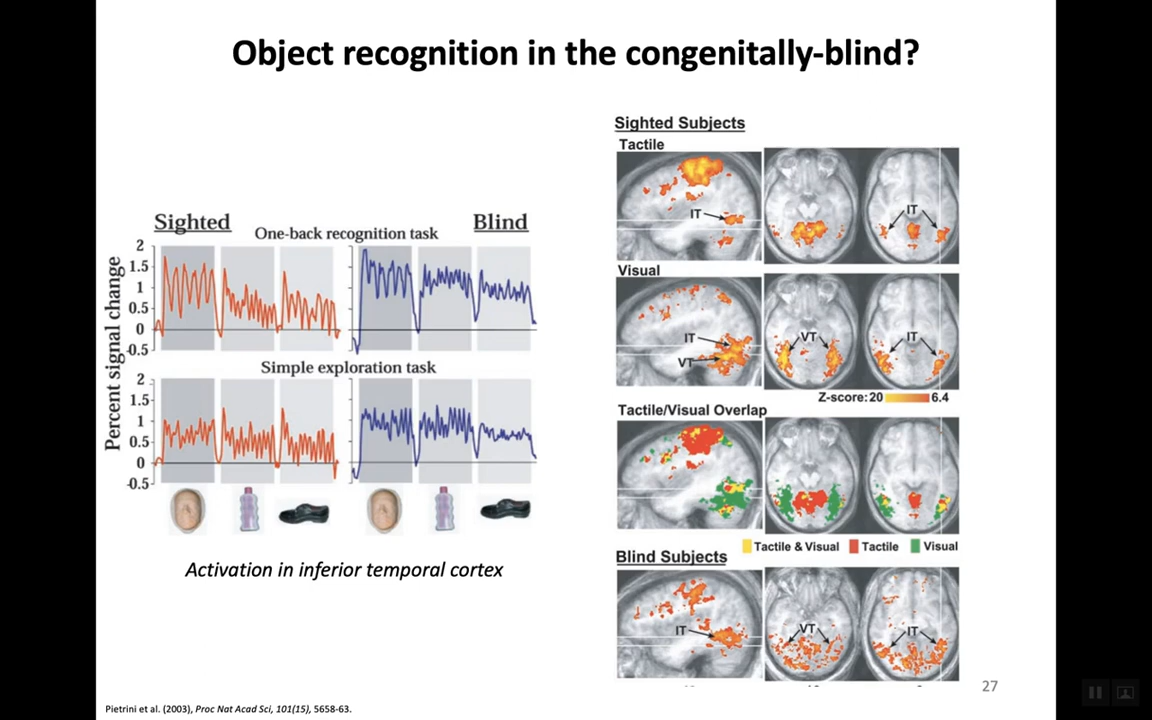 Object recognition in the congenitally-blind?
Sighted
Blind
One-back recognition task
Percent signal change
2
1.5
1
0.5
0
-0.5
Simple exploration task
2
1.5
1
0.5
0
-0.5
Activation in inferior temporal cortex
Sighted Subjects
Tactile
IT
IT
Visual
IT
VT
VT
IT
Z-score: 20 6.4
Tactile/Visual Overlap
Tactile & Visual Tactile Visual
Blind Subjects
IT
VT
IT
27
Pietrini et al. (2003), Proc Nat Acad Sci, 101(15), 5658-63.